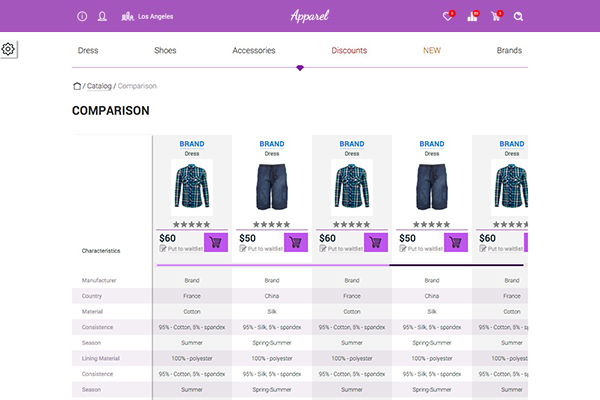 Los Angeles
Apparel
Dress Shoes Accessories Discounts NEW Brands
/ Catalog / Comparison
COMPARISON
BRAND BRAND BRAND BRAND BRAND
Dress Dress Dress Dress Dress
$60 $50 $60 $50 $60
Put to waitlist Put to waitlist Put to waitlist Put to waitlist Put to waitl
Characteristics
Manufacturer Brand Brand Brand Brand Brand
Country France China France China France
Material Cotton Silk Cotton Silk Cotton
Consistence 95% - Cotton, 5% - spandex 95% - Silk, 5% - spandex 95% - Cotton, 5% - spandex 95% - Silk, 5% - spandex 95% - Cotton, 5% - sp
Season Summer Spring-Summer Summer Spring-Summer Summer
Lining Material 100% - polyester 100% - polyester 100% - polyester 100% - polyester 100% - polyest
Consistence 95% - Cotton, 5% - spandex 95% - Silk, 5% - spandex 95% - Cotton, 5% - spandex 95% - Silk, 5% - spandex 95% - Cotton, 5% - sp
Season Summer Spring-Summer Summer Spring-Summer Summer